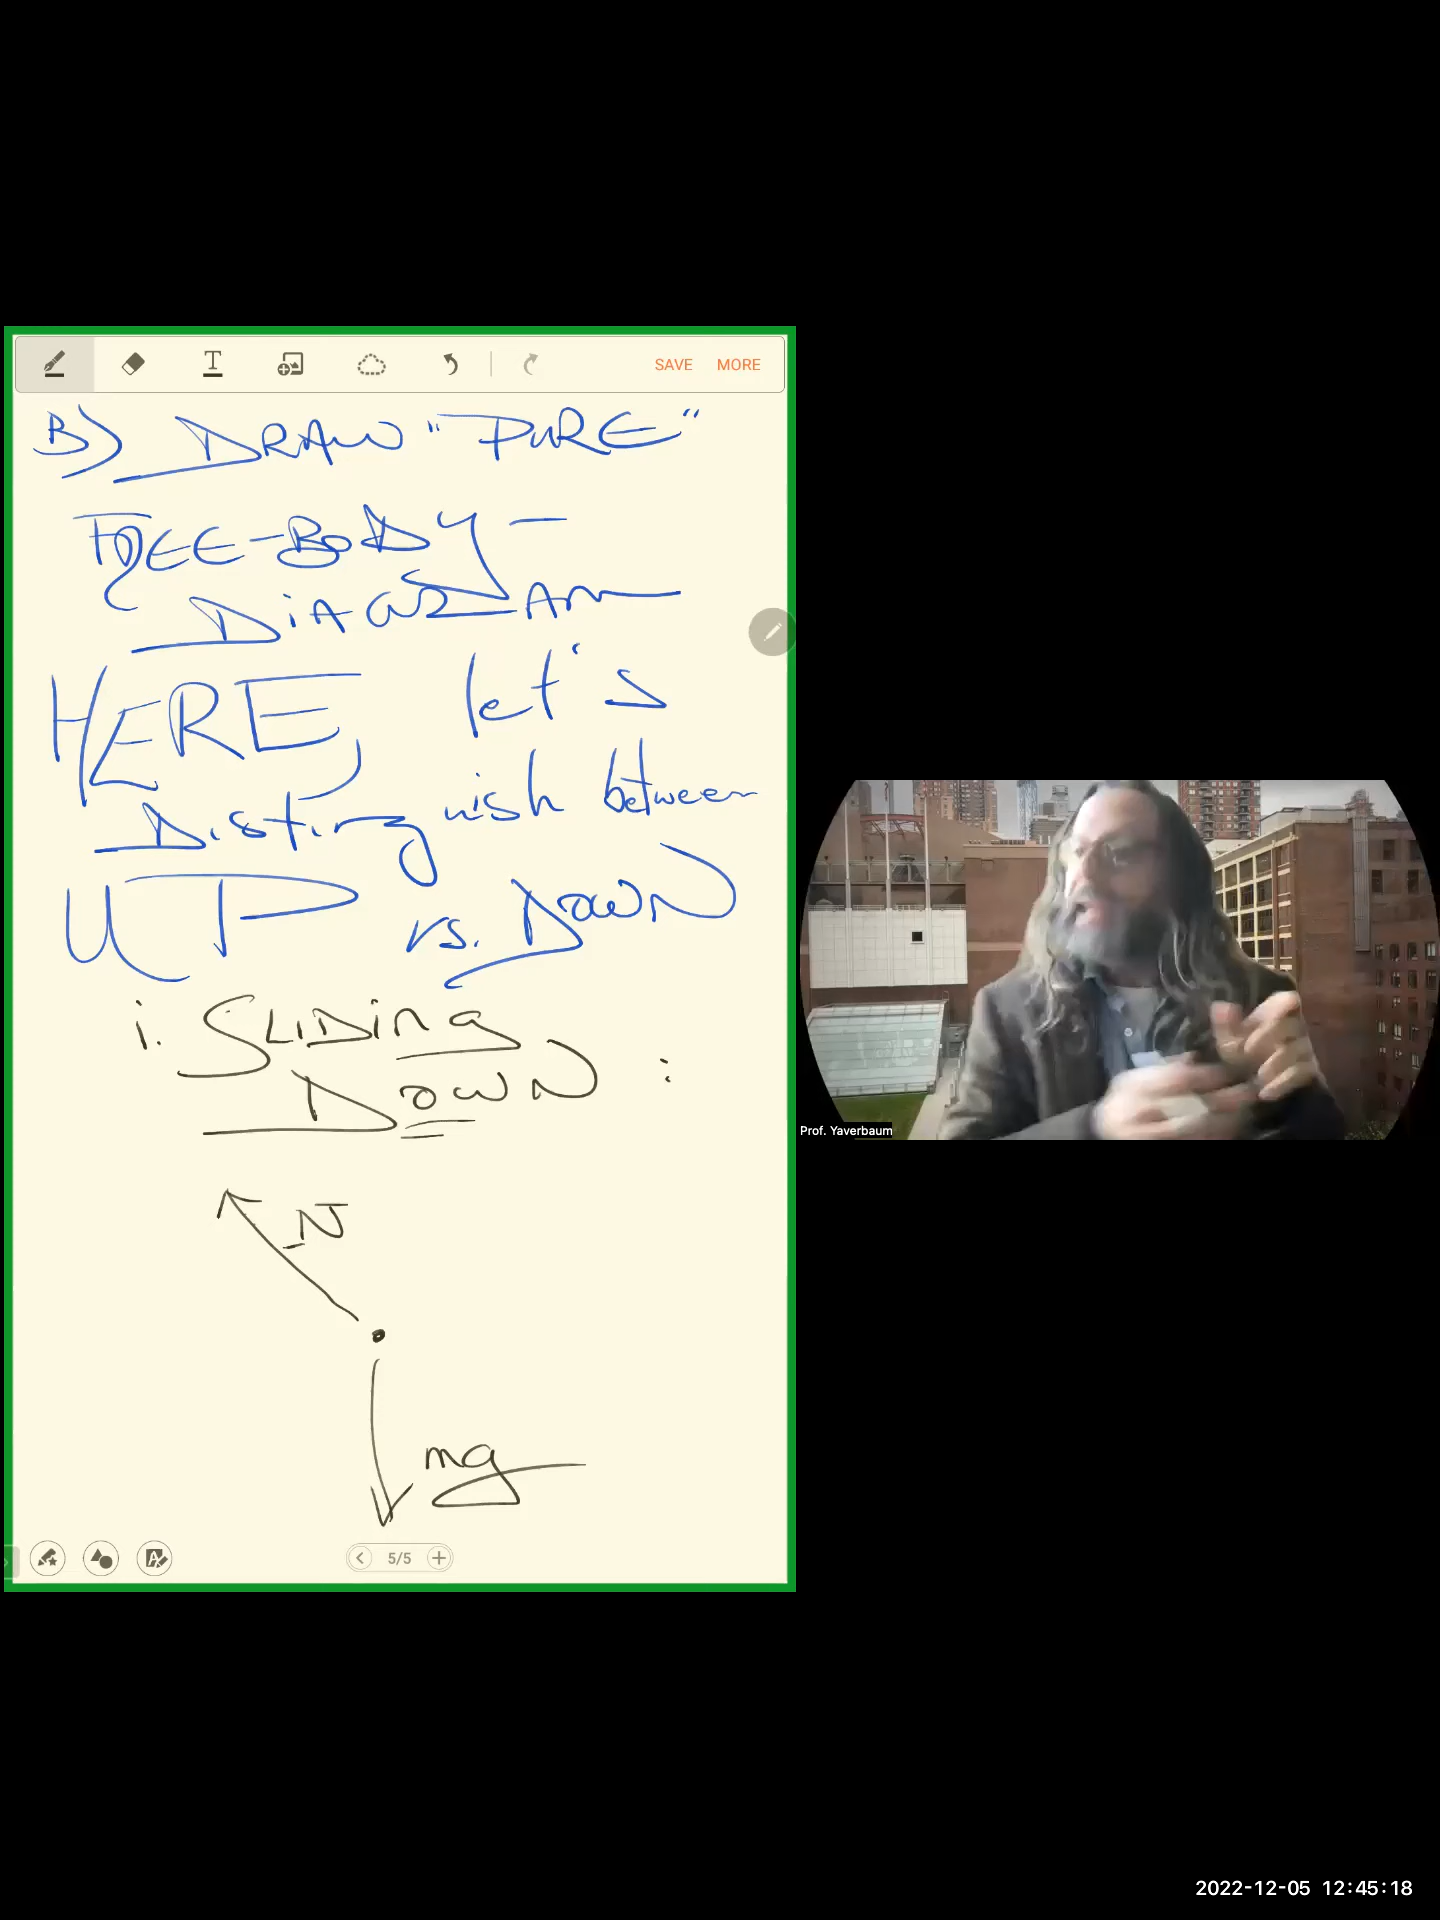 SAVE MORE
B) DRAW "PURE"
FREE-BODY-
DIAGRAM
HERE, let's
Distinguish between
UP vs. DOWN
i. SLIDING
DOWN :
N
mg
5/5
Prof. Yaverbaum
2022-12-05 12:45:18